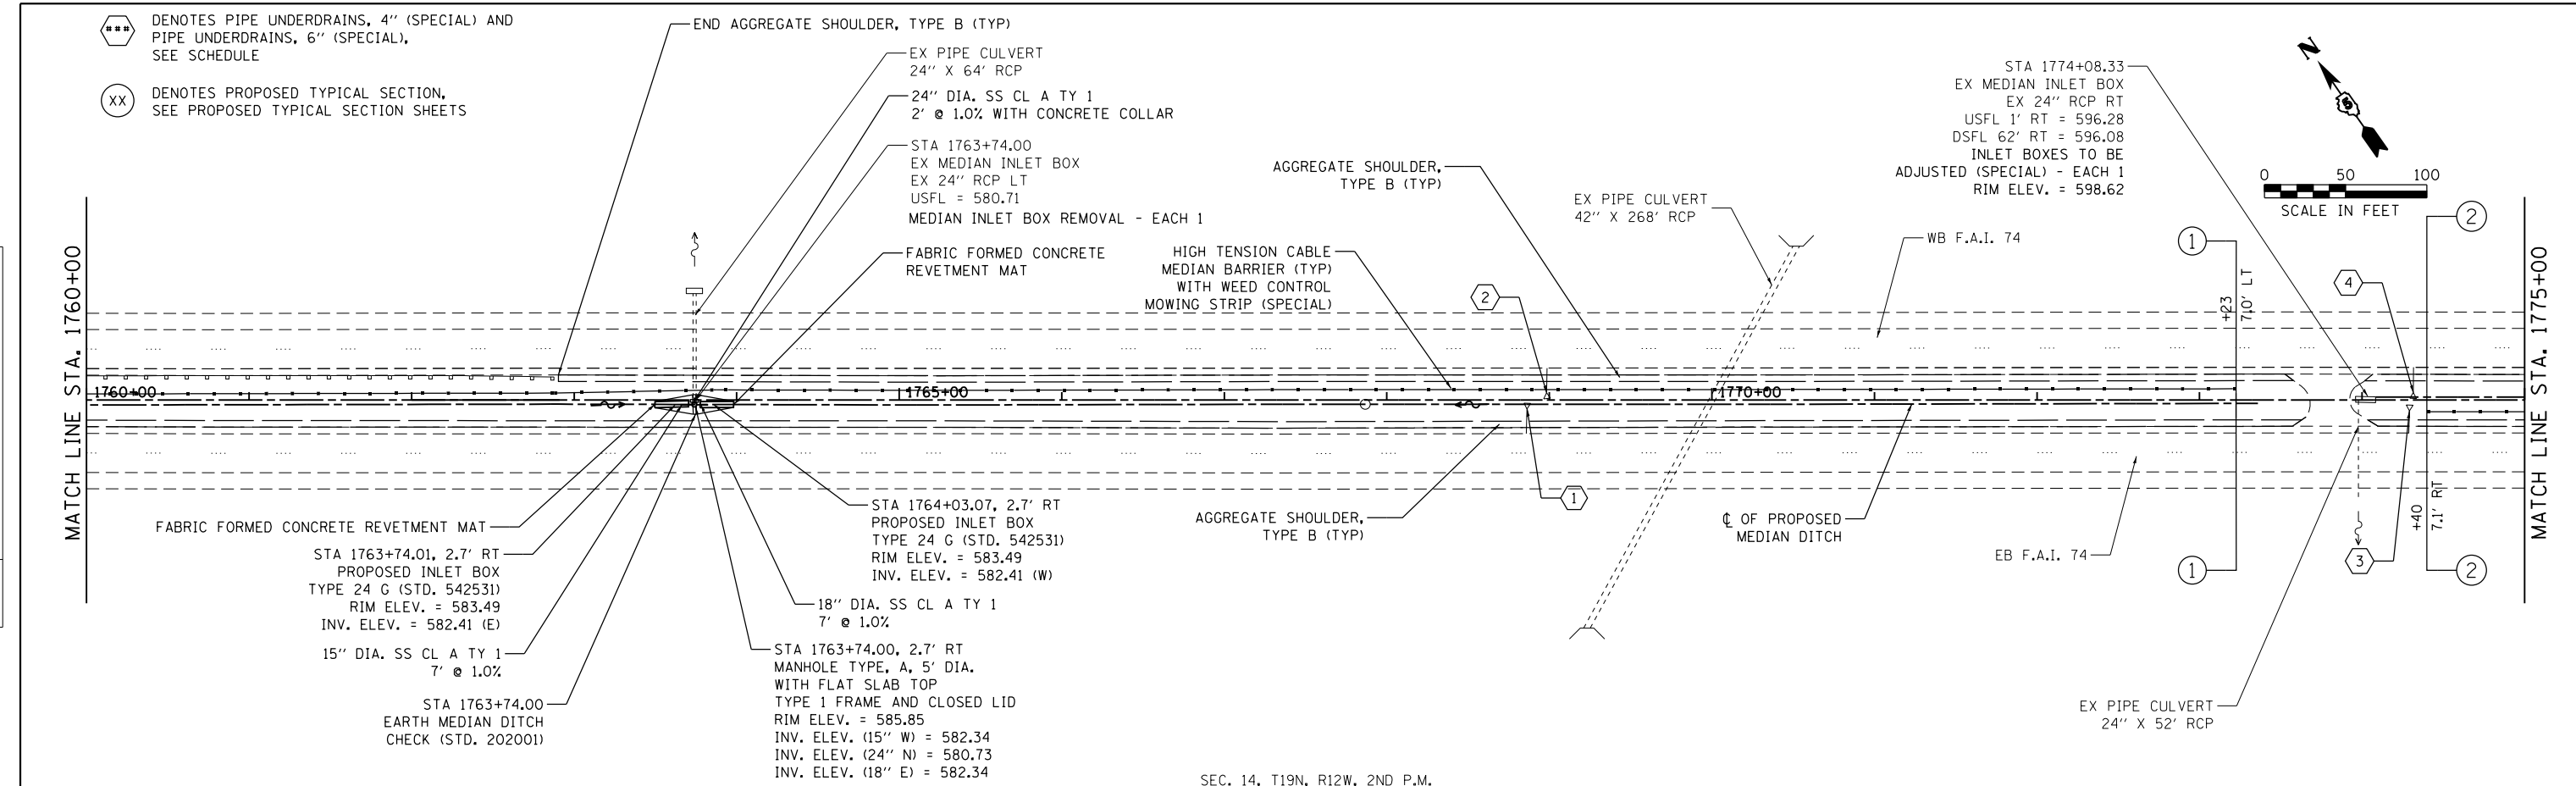 ###
DENOTES PIPE UNDERDRAINS, 4" (SPECIAL) AND
PIPE UNDERDRAINS, 6" (SPECIAL),
SEE SCHEDULE
XX
DENOTES PROPOSED TYPICAL SECTION,
SEE PROPOSED TYPICAL SECTION SHEETS
END AGGREGATE SHOULDER, TYPE B (TYP)
EX PIPE CULVERT
24" X 64' RCP
24" DIA. SS CL A TY 1
2' @ 1.0% WITH CONCRETE COLLAR
STA 1763+74.00
EX MEDIAN INLET BOX
EX 24" RCP LT
USFL = 580.71
MEDIAN INLET BOX REMOVAL - EACH 1
FABRIC FORMED CONCRETE
REVETMENT MAT
AGGREGATE SHOULDER,
TYPE B (TYP)
HIGH TENSION CABLE
MEDIAN BARRIER (TYP)
WITH WEED CONTROL
MOWING STRIP (SPECIAL)
2
EX PIPE CULVERT
42" X 268' RCP
WB F.A.I. 74
STA 1774+08.33
EX MEDIAN INLET BOX
EX 24" RCP RT
USFL 1' RT = 596.28
DSFL 62' RT = 596.08
INLET BOXES TO BE
ADJUSTED (SPECIAL) - EACH 1
RIM ELEV. = 598.62
N
0 50 100
SCALE IN FEET
1
+23
7.0' LT
4
2
MATCH LINE STA. 1760+00
1760+00
1765+00
1770+00
MATCH LINE STA. 1775+00
FABRIC FORMED CONCRETE REVETMENT MAT
STA 1763+74.01, 2.7' RT
PROPOSED INLET BOX
TYPE 24 G (STD. 542531)
RIM ELEV. = 583.49
INV. ELEV. = 582.41 (E)
15" DIA. SS CL A TY 1
7' @ 1.0%
STA 1763+74.00
EARTH MEDIAN DITCH
CHECK (STD. 202001)
STA 1764+03.07, 2.7' RT
PROPOSED INLET BOX
TYPE 24 G (STD. 542531)
RIM ELEV. = 583.49
INV. ELEV. = 582.41 (W)
18" DIA. SS CL A TY 1
7' @ 1.0%
STA 1763+74.00, 2.7' RT
MANHOLE TYPE, A, 5' DIA.
WITH FLAT SLAB TOP
TYPE 1 FRAME AND CLOSED LID
RIM ELEV. = 585.85
INV. ELEV. (15" W) = 582.34
INV. ELEV. (24" N) = 580.73
INV. ELEV. (18" E) = 582.34
AGGREGATE SHOULDER,
TYPE B (TYP)
1
℄ OF PROPOSED
MEDIAN DITCH
EB F.A.I. 74
1
3
+40
7.1' RT
2
EX PIPE CULVERT
24" X 52' RCP
SEC. 14, T19N, R12W, 2ND P.M.